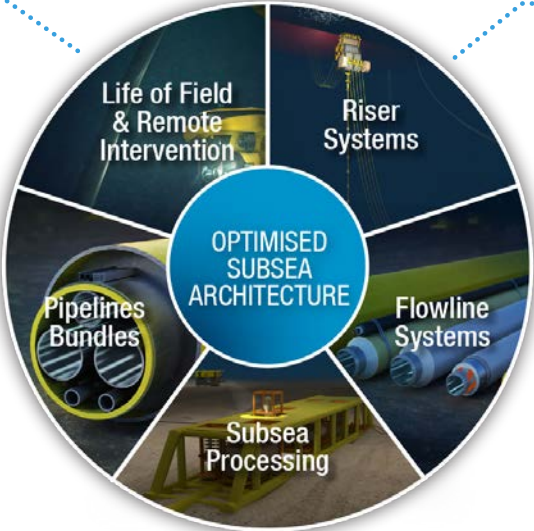 Life of Field
& Remote
Intervention
Riser
Systems
OPTIMISED
SUBSEA
ARCHITECTURE
Pipelines
Bundles
Flowline
Systems
Subsea
Processing